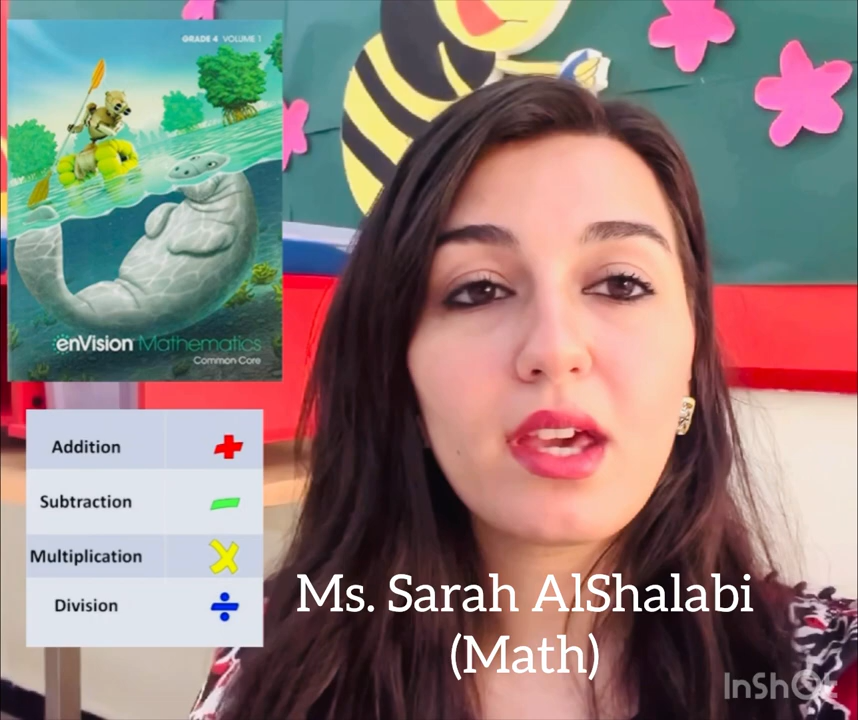 GRADE 4 VOLUME 1
enVision Mathematics
Common Core
Addition +
Subtraction −
Multiplication ×
Division ÷
Ms. Sarah AlShalabi
(Math)
InShOt